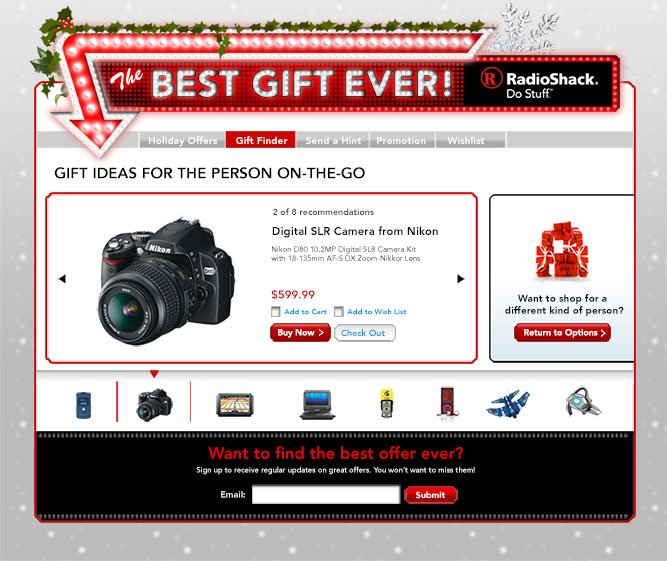 The BEST GIFT EVER!
RadioShack.
Do Stuff.™
Holiday Offers Gift Finder Send a Hint Promotion Wishlist
GIFT IDEAS FOR THE PERSON ON-THE-GO
2 of 8 recommendations
Digital SLR Camera from Nikon
Nikon D80 10.2MP Digital SLR Camera Kit
with 18-135mm AF-S DX Zoom-Nikkor Lens
$599.99
Add to Cart Add to Wish List
Buy Now > Check Out
Nikon
Want to shop for a
different kind of person?
Return to Options >
Want to find the best offer ever?
Sign up to receive regular updates on great offers. You won't want to miss them!
Email: Submit